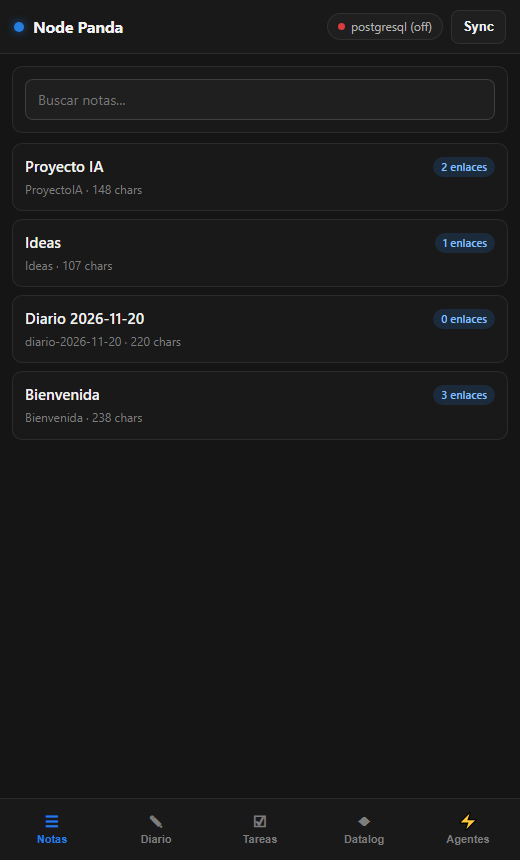 Node Panda
postgresql (off)
Sync
Buscar notas...
Proyecto IA
2 enlaces
ProyectoIA · 148 chars
Ideas
1 enlaces
Ideas · 107 chars
Diario 2026-11-20
0 enlaces
diario-2026-11-20 · 220 chars
Bienvenida
3 enlaces
Bienvenida · 238 chars
Notas
Diario
Tareas
Datalog
Agentes